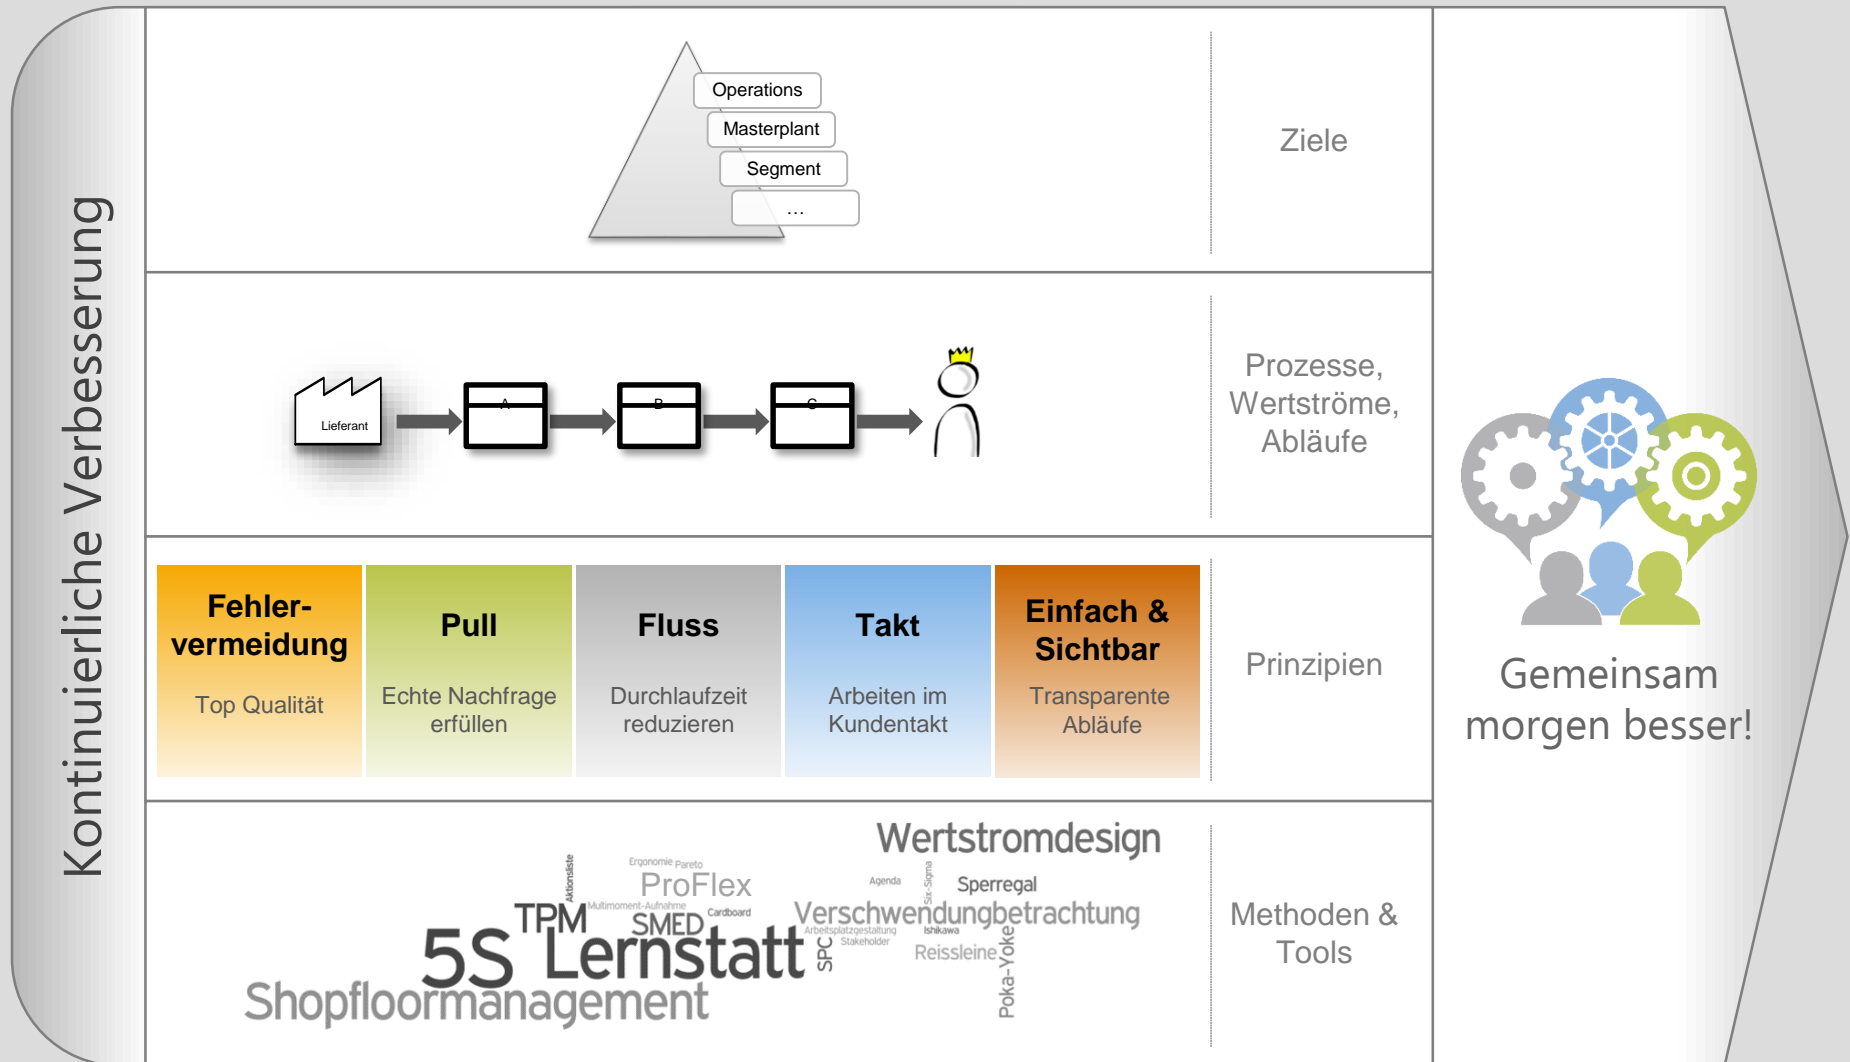 Kontinuierliche Verbesserung
Operations
Masterplant
Segment
...
Ziele
Lieferant
A
B
C
Prozesse,
Wertströme,
Abläufe
Fehler-
vermeidung
Top Qualität
Pull
Echte Nachfrage
erfüllen
Fluss
Durchlaufzeit
reduzieren
Takt
Arbeiten im
Kundentakt
Einfach &
Sichtbar
Transparente
Abläufe
Prinzipien
Wertstromdesign
Ergonomie
Pareto
Aktionsliste
ProFlex
Agenda
Six-Sigma
Sperregal
Multimoment-Aufnahme
Cardboard
TPM
SMED
Verschwendungbetrachtung
Arbeitsplatzgestaltung
Ishikawa
Stakeholder
5S
Lernstatt
SPC
Reissleine
Poka-Yoke
Shopfloormanagement
Methoden &
Tools
Gemeinsam
morgen besser!